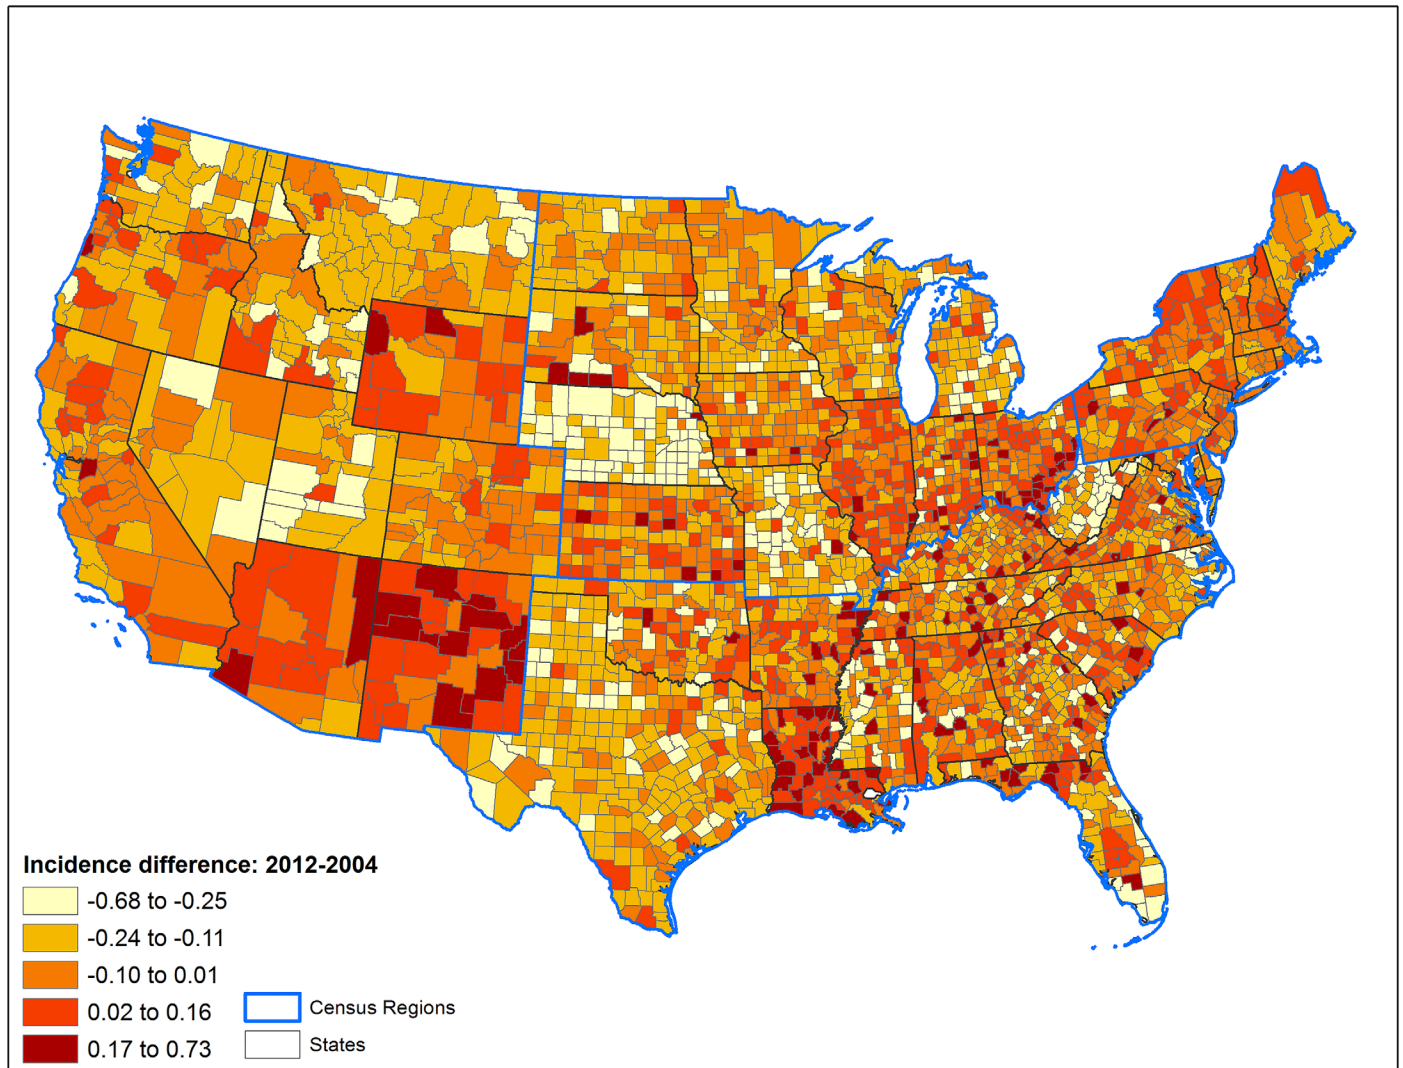 Incidence difference: 2012-2004
-0.68 to -0.25
-0.24 to -0.11
-0.10 to 0.01
0.02 to 0.16
0.17 to 0.73
Census Regions
States